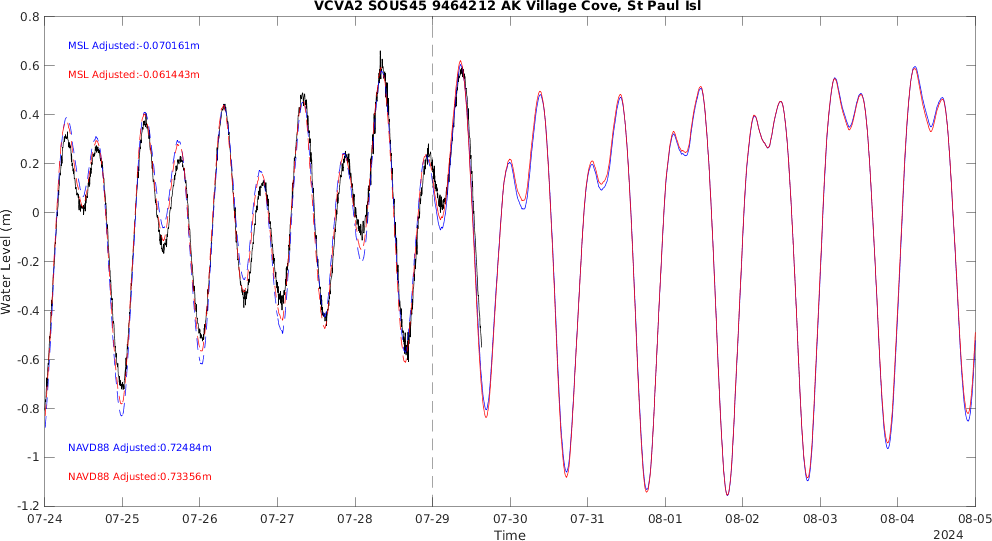 VCVA2 SOUS45 9464212 AK Village Cove, St Paul Isl
0.8
0.6
0.4
0.2
0
-0.2
-0.4
-0.6
-0.8
-1
-1.2
Water Level (m)
MSL Adjusted:-0.070161m
MSL Adjusted:-0.061443m
NAVD88 Adjusted:0.72484m
NAVD88 Adjusted:0.73356m
07-24 07-25 07-26 07-27 07-28 07-29 07-30 07-31 08-01 08-02 08-03 08-04 08-05
Time
2024